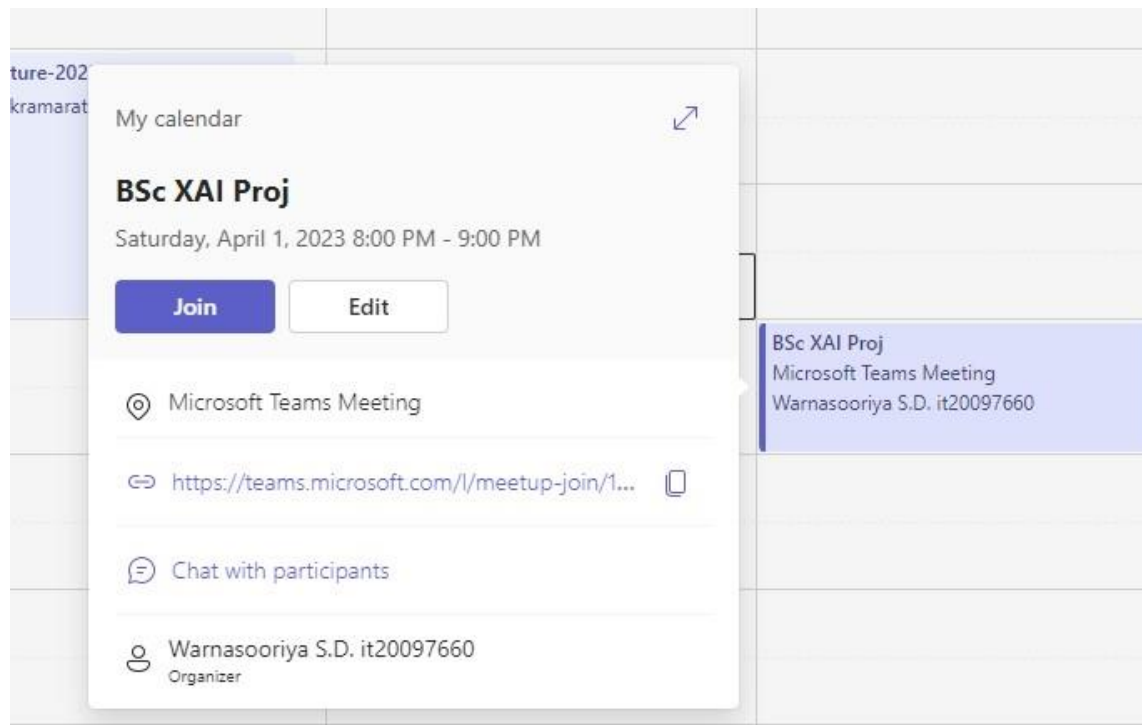 ture-202
kramarat
My calendar
BSc XAI Proj
Saturday, April 1, 2023 8:00 PM - 9:00 PM
Join
Edit
Microsoft Teams Meeting
https://teams.microsoft.com/l/meetup-join/1...
Chat with participants
Warnasooriya S.D. it20097660
Organizer
BSc XAI Proj
Microsoft Teams Meeting
Warnasooriya S.D. it20097660